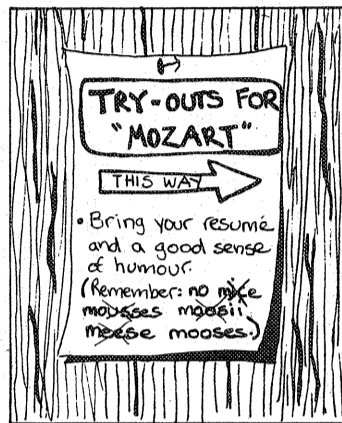 TRY-OUTS FOR
"MOZART"
THIS WAY
• Bring your resumé
and a good sense
of humour.
(Remember: no mice
mousses moosii
meese mooses.)